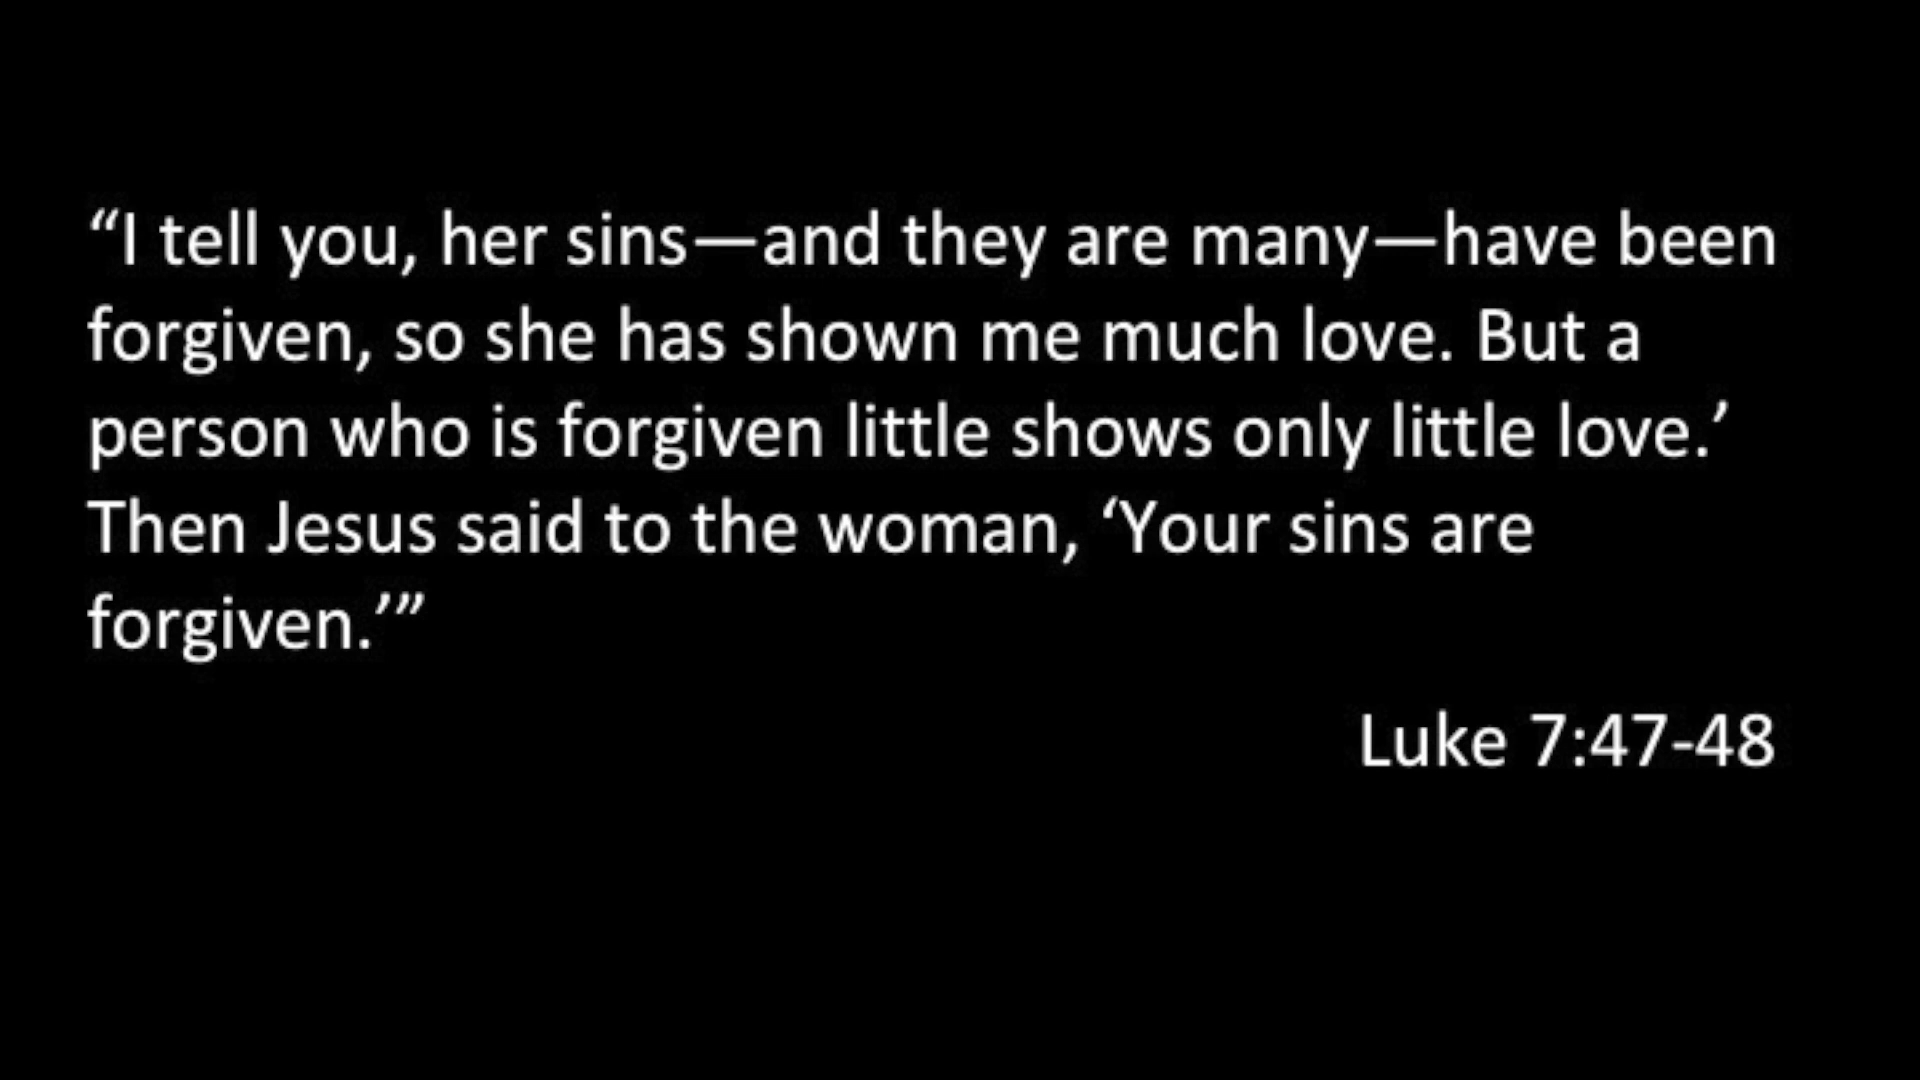 “I tell you, her sins—and they are many—have been
forgiven, so she has shown me much love. But a
person who is forgiven little shows only little love.’
Then Jesus said to the woman, ‘Your sins are
forgiven.’”
Luke 7:47-48